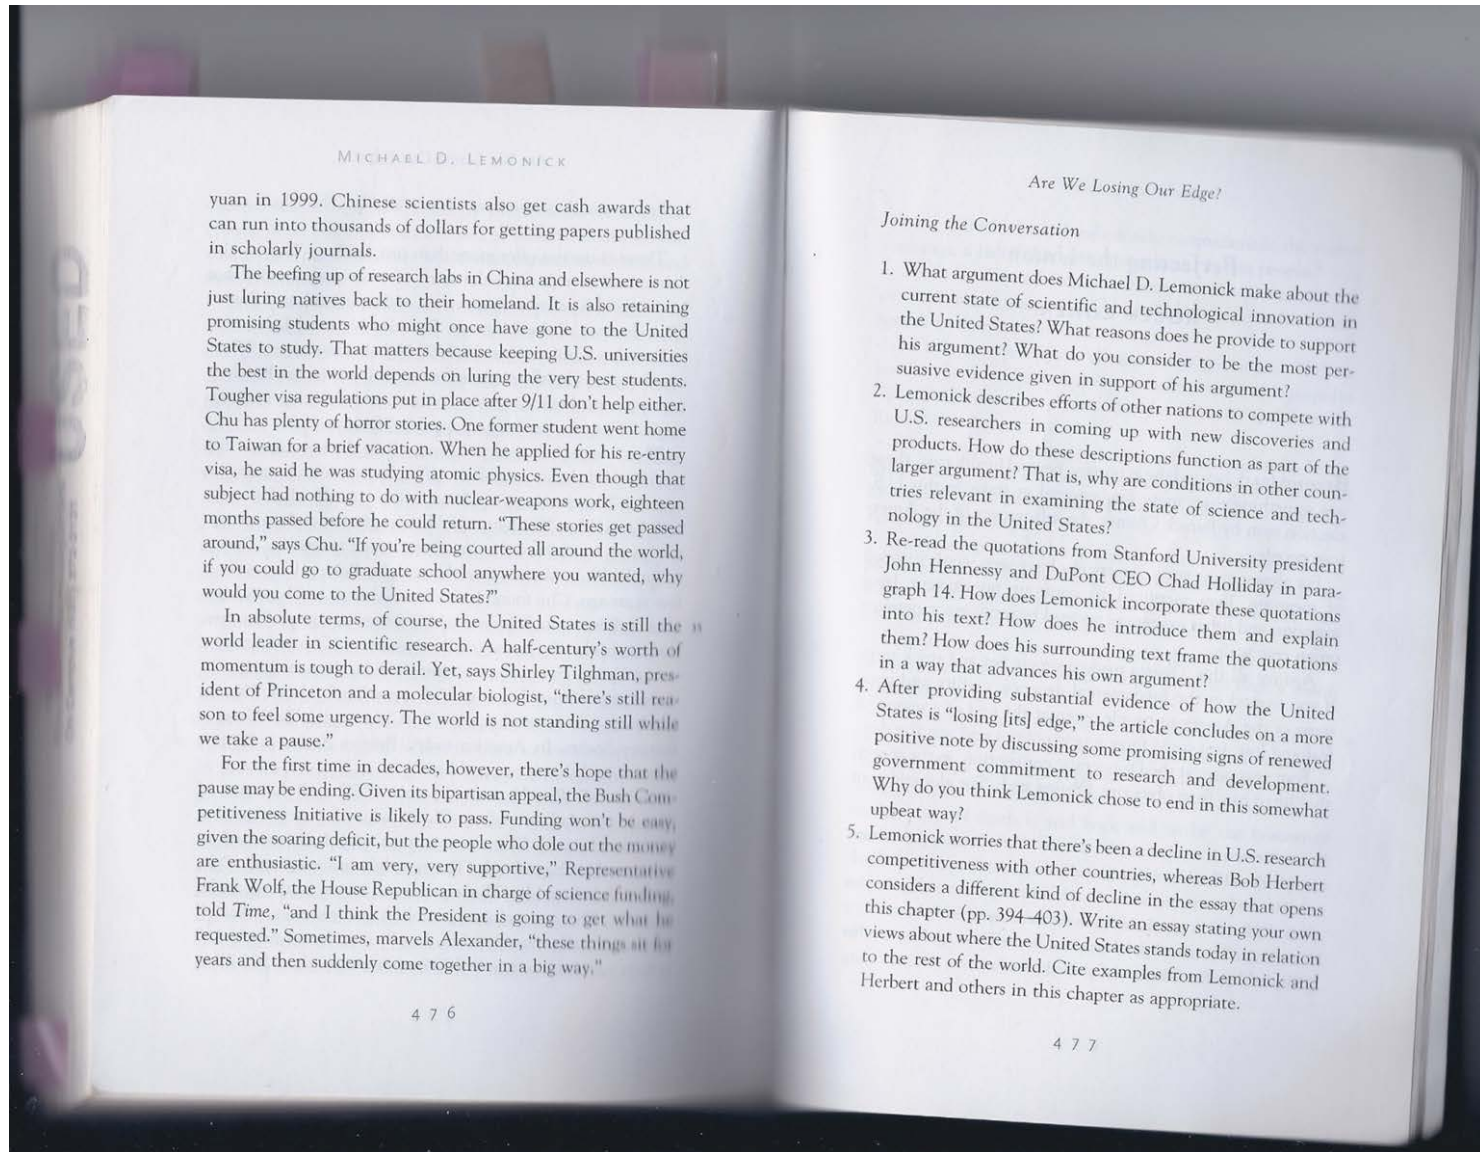 MICHAEL D. LEMONICK
yuan in 1999. Chinese scientists also get cash awards that
can run into thousands of dollars for getting papers published
in scholarly journals.
The beefing up of research labs in China and elsewhere is not
just luring natives back to their homeland. It is also retaining
promising students who might once have gone to the United
States to study. That matters because keeping U.S. universities
the best in the world depends on luring the very best students.
Tougher visa regulations put in place after 9/11 don't help either.
Chu has plenty of horror stories. One former student went home
to Taiwan for a brief vacation. When he applied for his re-entry
visa, he said he was studying atomic physics. Even though that
subject had nothing to do with nuclear-weapons work, eighteen
months passed before he could return. “These stories get passed
around,” says Chu. “If you're being courted all around the world,
if you could go to graduate school anywhere you wanted, why
would you come to the United States?”
In absolute terms, of course, the United States is still the
world leader in scientific research. A half-century's worth of
momentum is tough to derail. Yet, says Shirley Tilghman, pres-
ident of Princeton and a molecular biologist, “there's still rea-
son to feel some urgency. The world is not standing still while
we take a pause.”
For the first time in decades, however, there's hope that the
pause may be ending. Given its bipartisan appeal, the Bush Com-
petitiveness Initiative is likely to pass. Funding won't be easy,
given the soaring deficit, but the people who dole out the money
are enthusiastic. “I am very, very supportive,” Representative
Frank Wolf, the House Republican in charge of science funding,
told Time, “and I think the President is going to get what he
requested.” Sometimes, marvels Alexander, “these things sit for
years and then suddenly come together in a big way.”
476
Are We Losing Our Edge?
Joining the Conversation
1. What argument does Michael D. Lemonick make about the
current state of scientific and technological innovation in
the United States? What reasons does he provide to support
his argument? What do you consider to be the most per-
suasive evidence given in support of his argument?
2. Lemonick describes efforts of other nations to compete with
U.S. researchers in coming up with new discoveries and
products. How do these descriptions function as part of the
larger argument? That is, why are conditions in other coun-
tries relevant in examining the state of science and tech-
nology in the United States?
3. Re-read the quotations from Stanford University president
John Hennessy and DuPont CEO Chad Holliday in para-
graph 14. How does Lemonick incorporate these quotations
into his text? How does he introduce them and explain
them? How does his surrounding text frame the quotations
in a way that advances his own argument?
4. After providing substantial evidence of how the United
States is “losing [its] edge,” the article concludes on a more
positive note by discussing some promising signs of renewed
government commitment to research and development.
Why do you think Lemonick chose to end in this somewhat
upbeat way?
5. Lemonick worries that there's been a decline in U.S. research
competitiveness with other countries, whereas Bob Herbert
considers a different kind of decline in the essay that opens
this chapter (pp. 394–403). Write an essay stating your own
views about where the United States stands today in relation
to the rest of the world. Cite examples from Lemonick and
Herbert and others in this chapter as appropriate.
477
USED